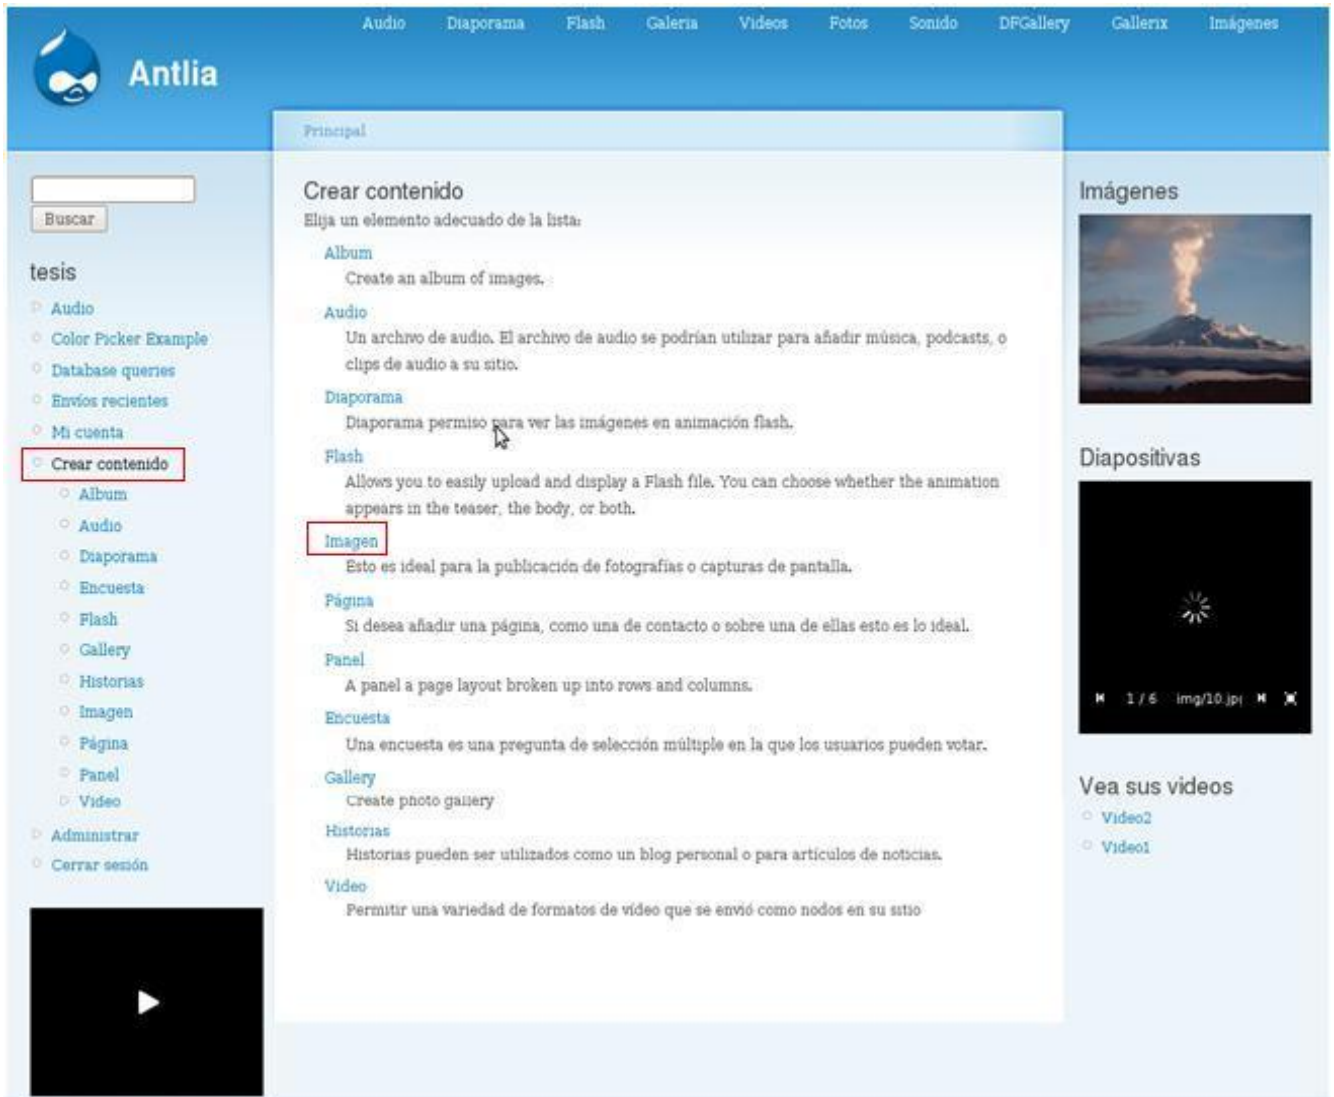 Audio Diaporama Flash Galeria Videos Fotos Sonido DFGallery Gallerix Imágenes
Antlia
Principal
Buscar
tesis
Audio
Color Picker Example
Database queries
Envíos recientes
Mi cuenta
Crear contenido
Album
Audio
Diaporama
Encuesta
Flash
Gallery
Historias
Imagen
Página
Panel
Video
Administrar
Cerrar sesión
Crear contenido
Elija un elemento adecuado de la lista:
Album
Create an album of images.
Audio
Un archivo de audio. El archivo de audio se podrían utilizar para añadir música, podcasts, o
clips de audio a su sitio.
Diaporama
Diaporama permiso para ver las imágenes en animación flash.
Flash
Allows you to easily upload and display a Flash file. You can choose whether the animation
appears in the teaser, the body, or both.
Imagen
Esto es ideal para la publicación de fotografías o capturas de pantalla.
Página
Si desea añadir una página, como una de contacto o sobre una de ellas esto es lo ideal.
Panel
A panel a page layout broken up into rows and columns.
Encuesta
Una encuesta es una pregunta de selección múltiple en la que los usuarios pueden votar.
Gallery
Create photo gallery
Historias
Historias pueden ser utilizados como un blog personal o para artículos de noticias.
Video
Permitir una variedad de formatos de vídeo que se envió como nodos en su sitio
Imágenes
Diapositivas
1 / 6 img/10.jp
Vea sus videos
Video2
Video1